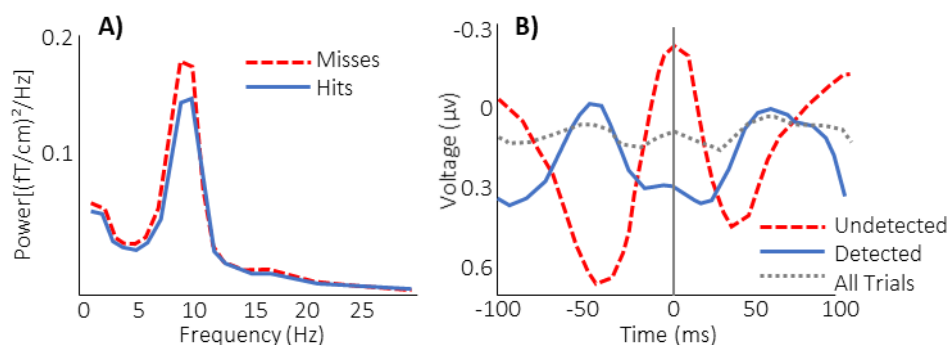 A)
0.2
0.1
Power[(fT/cm)²/Hz]
Misses
Hits
0 5 10 15 20 25
Frequency (Hz)
B)
-0.3
0
0.3
0.6
Voltage (μv)
Undetected
Detected
All Trials
-100 -50 0 50 100
Time (ms)